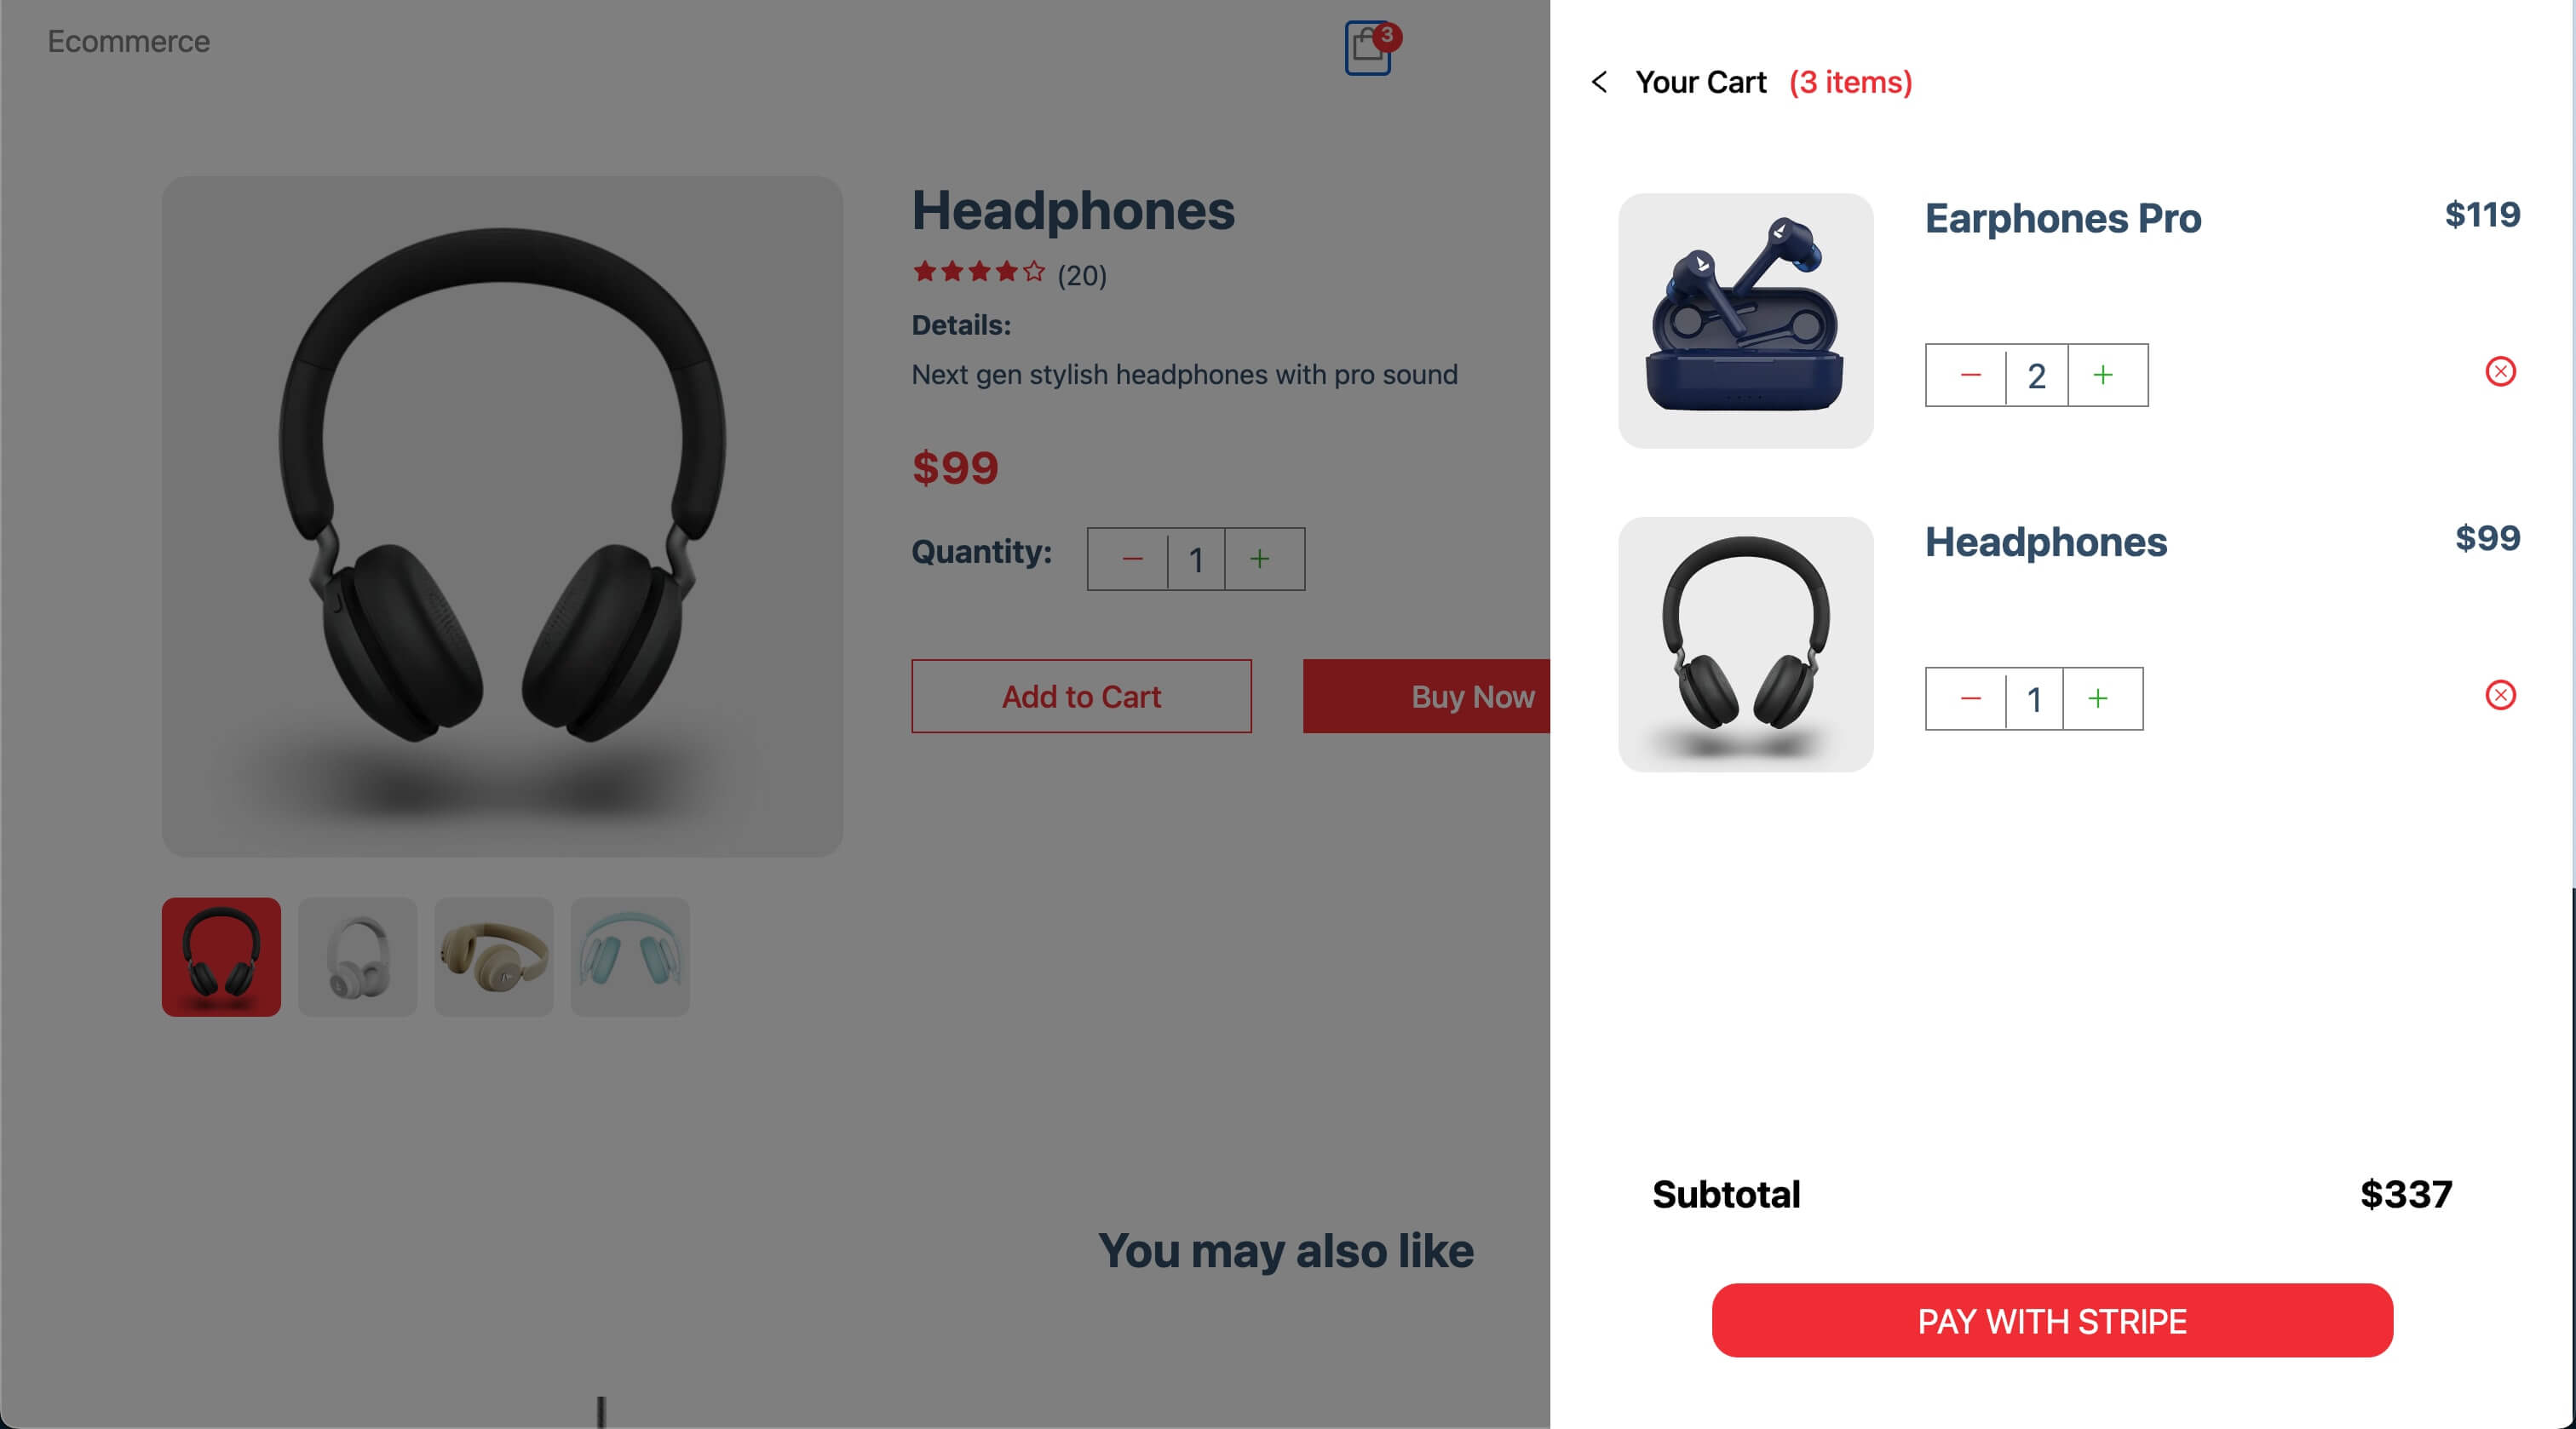 Ecommerce
3
Headphones
(20)
Details:
Next gen stylish headphones with pro sound
$99
Quantity:
− 1 +
Add to Cart
Buy Now
You may also like
< Your Cart (3 items)
Earphones Pro $119
− 2 +
Headphones $99
− 1 +
Subtotal $337
PAY WITH STRIPE